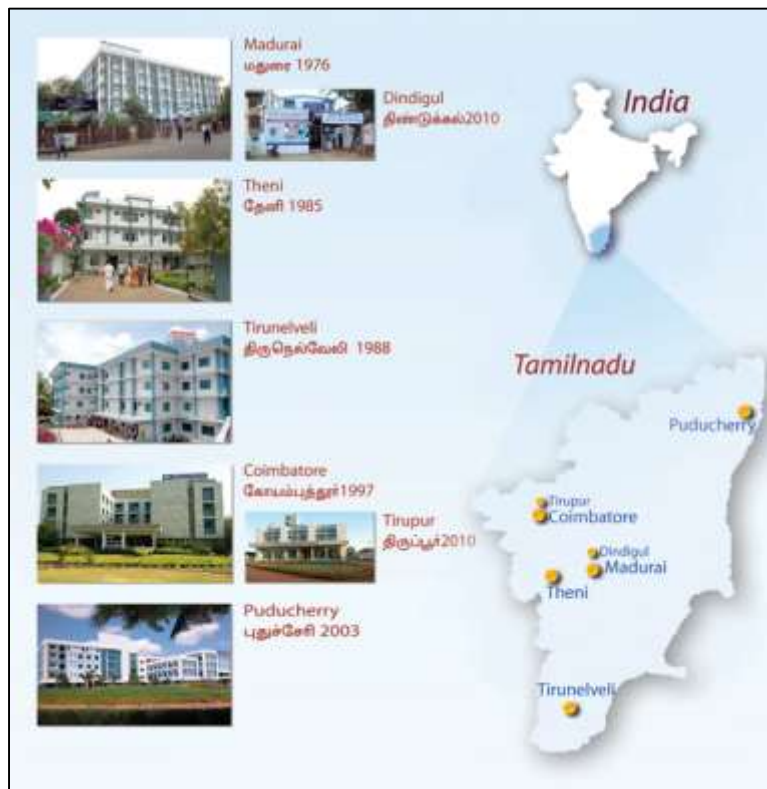 Madurai
மதுரை 1976
Dindigul
திண்டுக்கல்2010
Theni
தேனி 1985
Tirunelveli
திருநெல்வேலி 1988
Coimbatore
கோயம்புத்தூர்1997
Tirupur
திருப்பூர்2010
Puducherry
புதுச்சேரி 2003
India
Tamilnadu
Puducherry
Tirupur
Coimbatore
Dindigul
Madurai
Theni
Tirunelveli